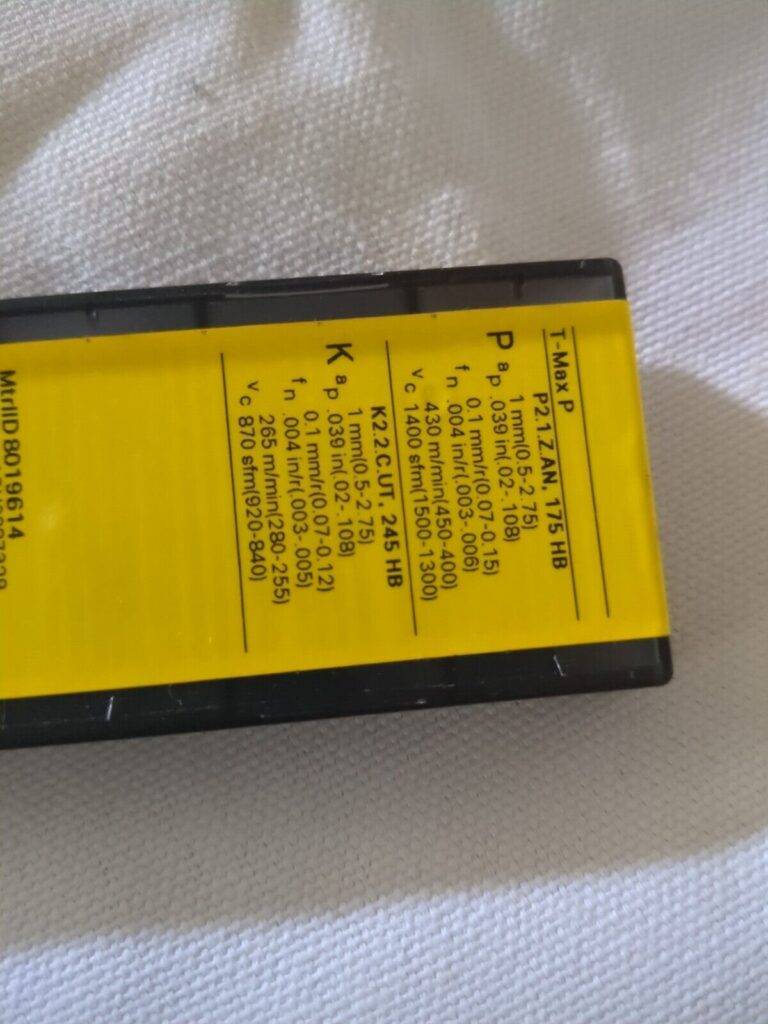 T-Max P
P2.1.Z.AN, 175 HB
P ap 1 mm(0.5-2.75)
.039 in(.02-.108)
fn 0.1 mm/r(0.07-0.15)
.004 in/r(.003-.006)
vc 430 m/min(450-400)
1400 sfm(1500-1300)
K2.2.C.UT, 245 HB
K ap 1 mm(0.5-2.75)
.039 in(.02-.108)
fn 0.1 mm/r(0.07-0.12)
.004 in/r(.003-.005)
vc 265 m/min(280-255)
870 sfm(920-840)
MtrlID 8019614